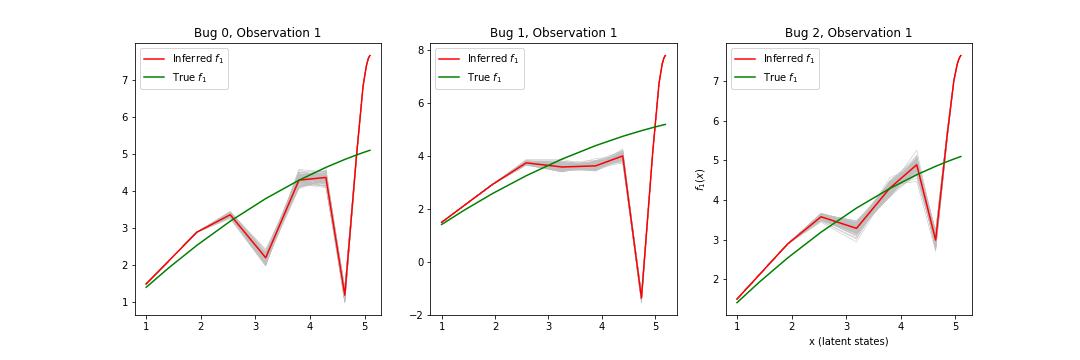 Bug 0, Observation 1
Inferred f₁
True f₁
7
6
5
4
3
2
1
1 2 3 4 5
Bug 1, Observation 1
Inferred f₁
True f₁
8
6
4
2
0
−2
1 2 3 4 5
Bug 2, Observation 1
Inferred f₁
True f₁
f₁(x)
7
6
5
4
3
2
1 2 3 4 5
x (latent states)